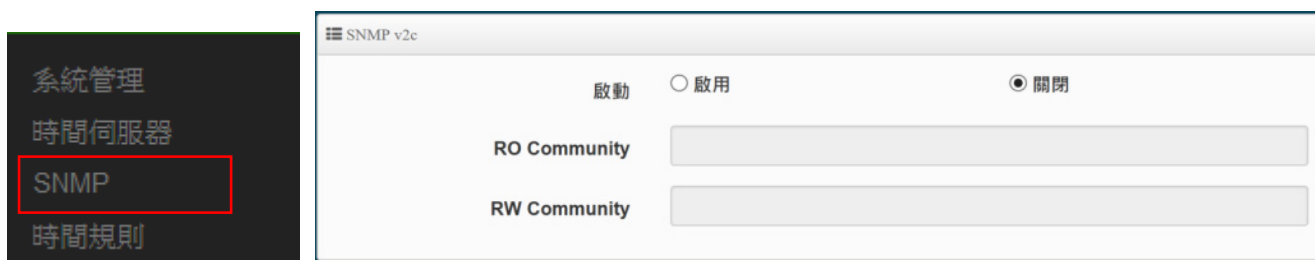 系統管理
時間伺服器
SNMP
時間規則
SNMP v2c
啟動 啟用 關閉
RO Community
RW Community